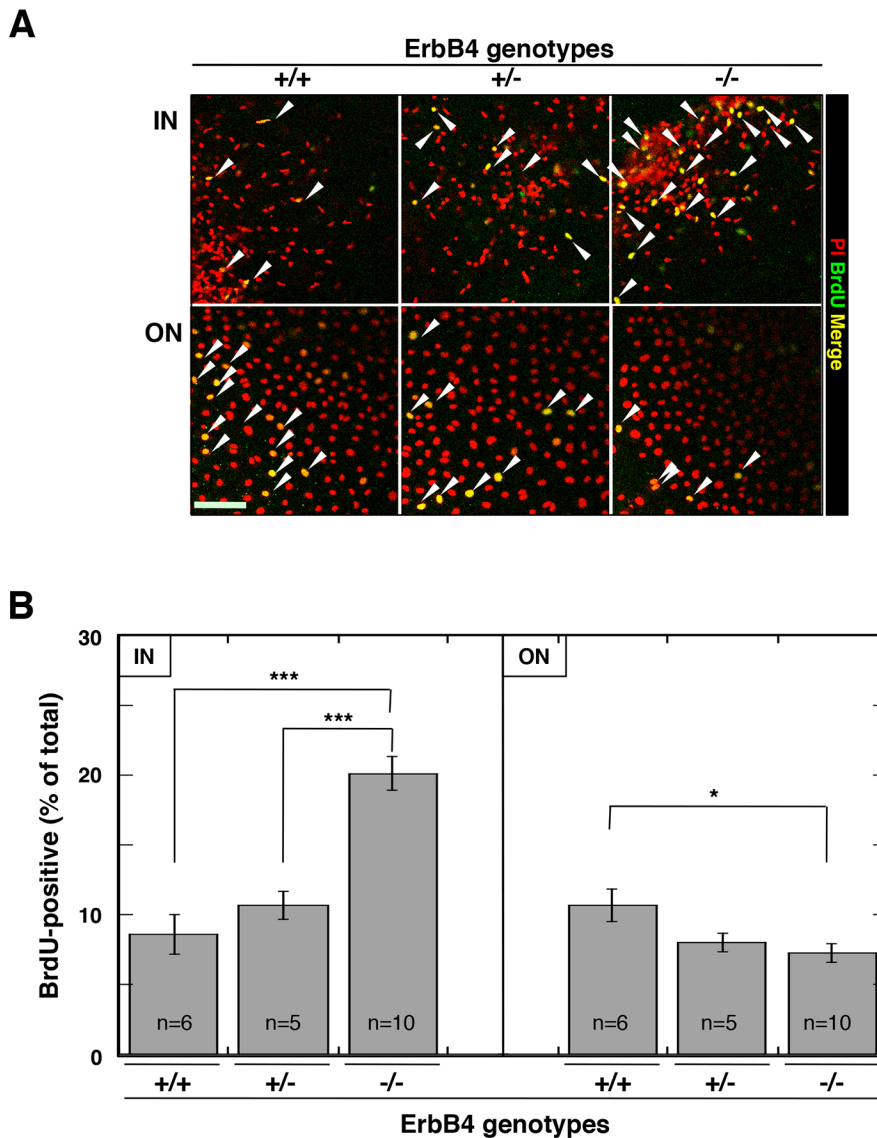 A
ErbB4 genotypes
+/+ +/- -/-
IN
ON
PI BrdU Merge
B
BrdU-positive (% of total)
30
20
10
0
IN
ON
***
***
*
n=6 n=5 n=10 n=6 n=5 n=10
+/+ +/- -/- +/+ +/- -/-
ErbB4 genotypes